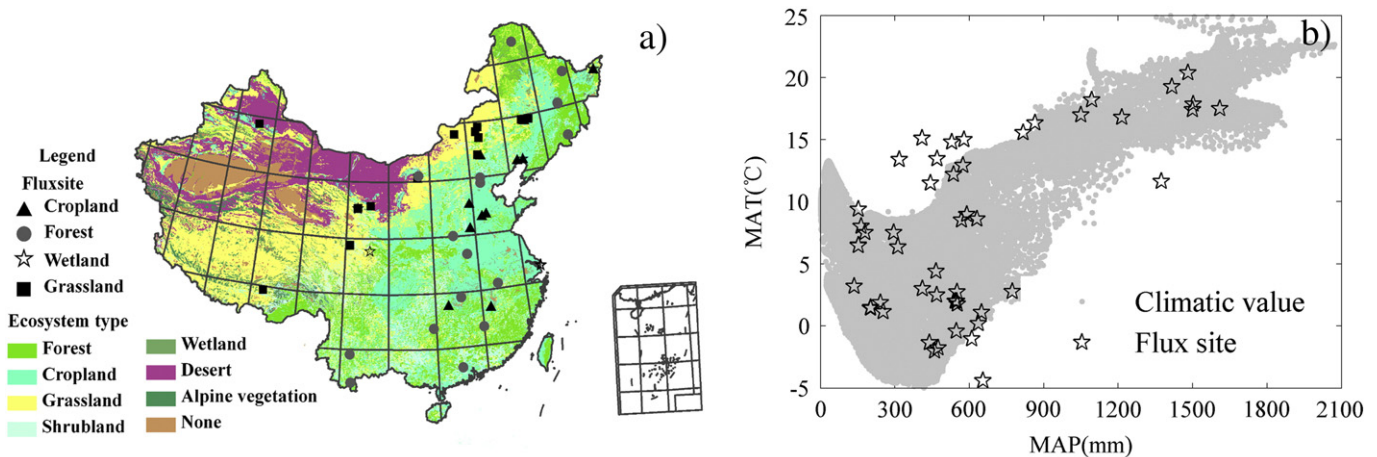 a)
Legend
Fluxsite
Cropland
Forest
Wetland
Grassland
Ecosystem type
Forest
Cropland
Grassland
Shrubland
Wetland
Desert
Alpine vegetation
None
b)
25
20
15
10
5
0
-5
MAT(℃)
0 300 600 900 1200 1500 1800 2100
MAP(mm)
Climatic value
Flux site